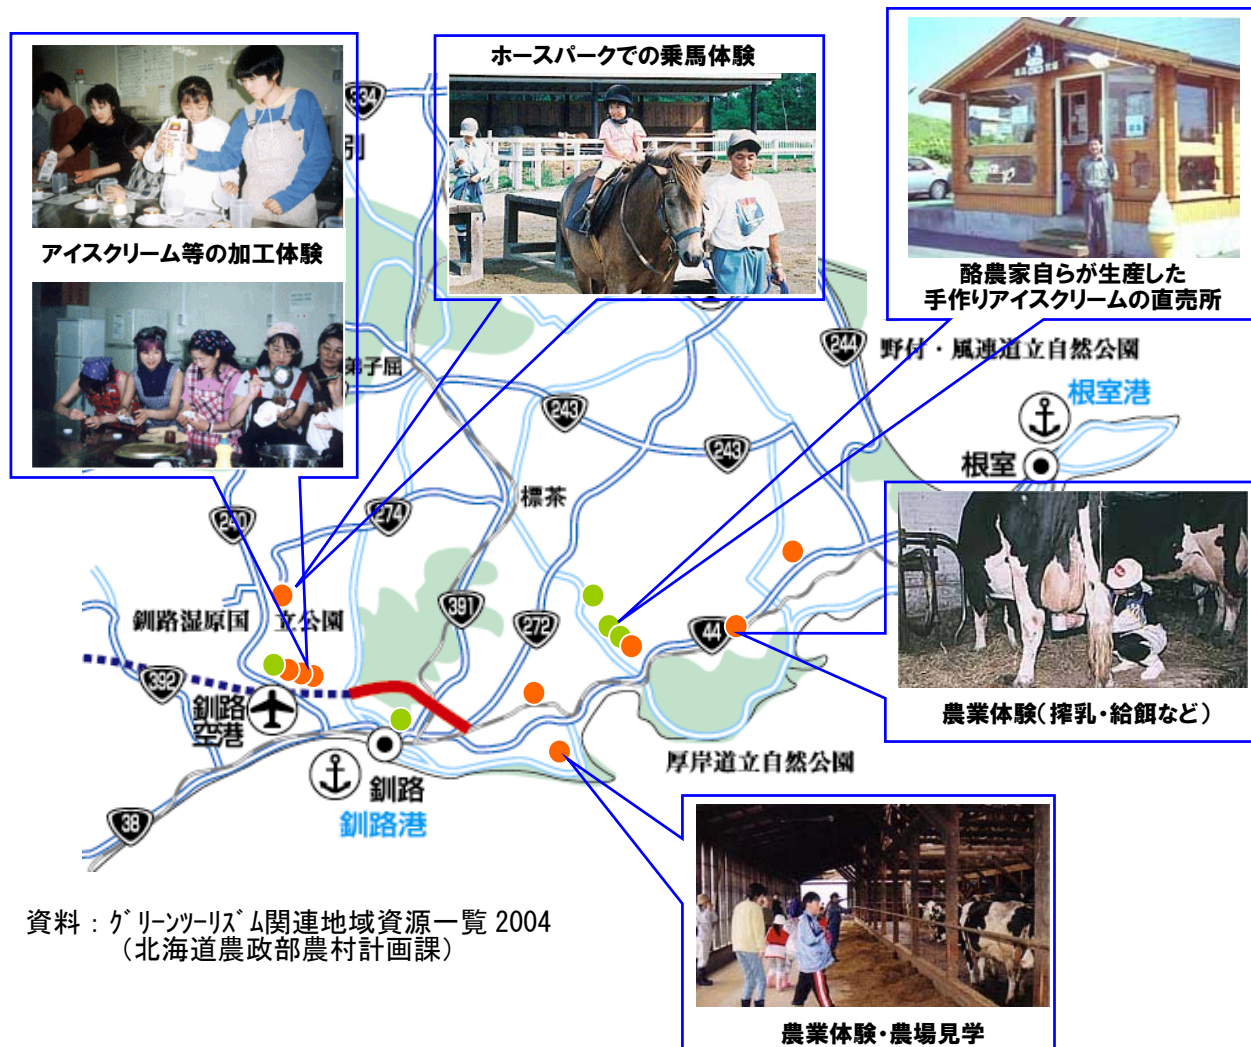 ホースパークでの乗馬体験
アイスクリーム等の加工体験
酪農家自らが生産した
手作りアイスクリームの直売所
334
別
弟子屈
244
野付・風連道立自然公園
根室港
243
243
根室
標茶
240
274
391
272
44
釧路湿原国立公園
392
釧路
空港
釧路
釧路港
38
厚岸道立自然公園
農業体験(搾乳・給餌など)
農業体験・農場見学
資料：グリーンツーリズム関連地域資源一覧 2004
（北海道農政部農村計画課）